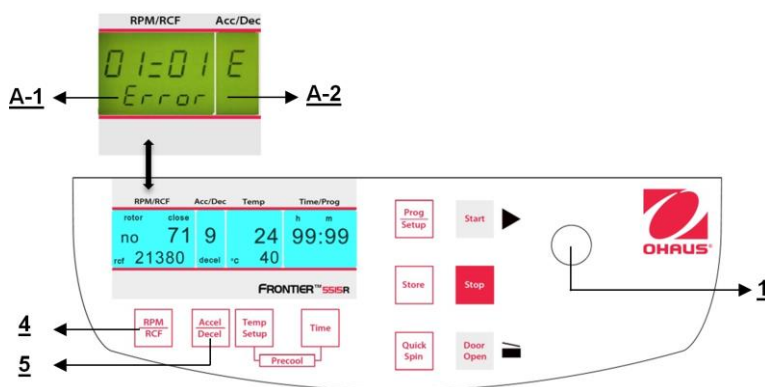 RPM/RCF Acc/Dec
01=01 E
Error
A-1
A-2
RPM/RCF Acc/Dec Temp Time/Prog
rotor close h m
no 71 9 24 99:99
rcf 21380 decel °c 40
FRONTIER™ 5515R
RPM
RCF
Accel
Decel
Temp
Setup
Time
Precool
Prog
Setup
Start
Store
Stop
Quick
Spin
Door
Open
OHAUS®
1
4
5